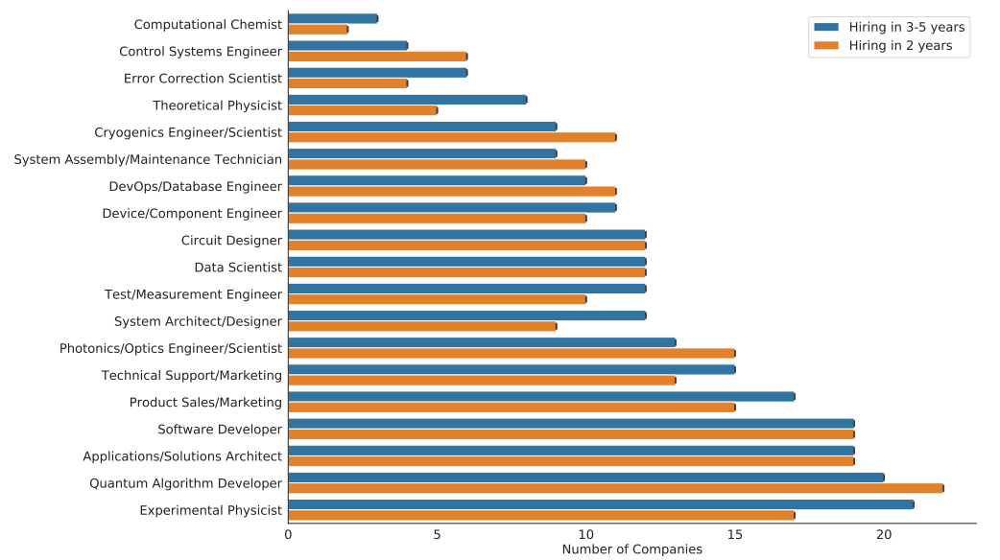 Computational Chemist
Control Systems Engineer
Error Correction Scientist
Theoretical Physicist
Cryogenics Engineer/Scientist
System Assembly/Maintenance Technician
DevOps/Database Engineer
Device/Component Engineer
Circuit Designer
Data Scientist
Test/Measurement Engineer
System Architect/Designer
Photonics/Optics Engineer/Scientist
Technical Support/Marketing
Product Sales/Marketing
Software Developer
Applications/Solutions Architect
Quantum Algorithm Developer
Experimental Physicist
Hiring in 3-5 years
Hiring in 2 years
0 5 10 15 20
Number of Companies